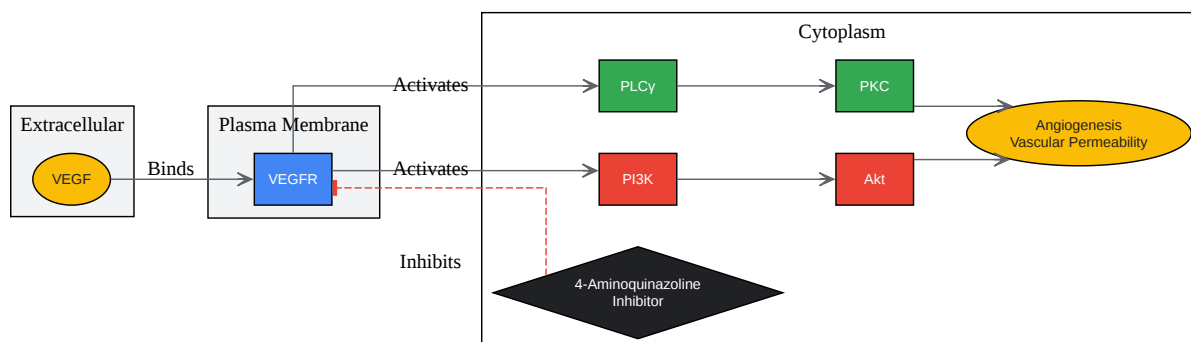 Cytoplasm
Activates
PLCγ
PKC
Extracellular
Plasma Membrane
Angiogenesis
Vascular Permeability
VEGF
Binds
VEGFR
Activates
PI3K
Akt
Inhibits
4-Aminoquinazoline
Inhibitor